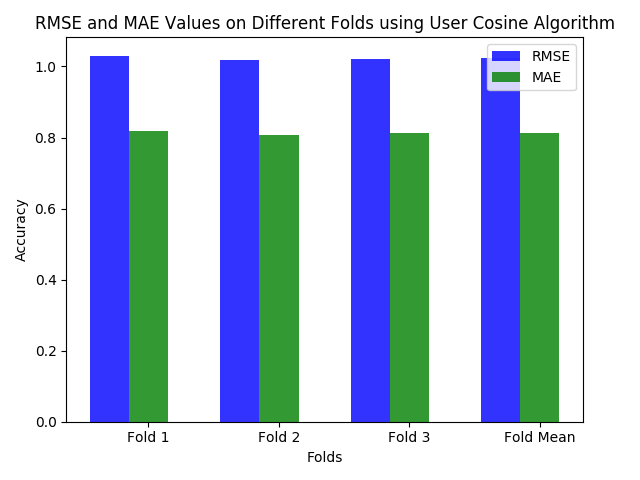 RMSE and MAE Values on Different Folds using User Cosine Algorithm
RMSE
MAE
1.0
0.8
0.6
0.4
0.2
0.0
Accuracy
Fold 1
Fold 2
Fold 3
Fold Mean
Folds